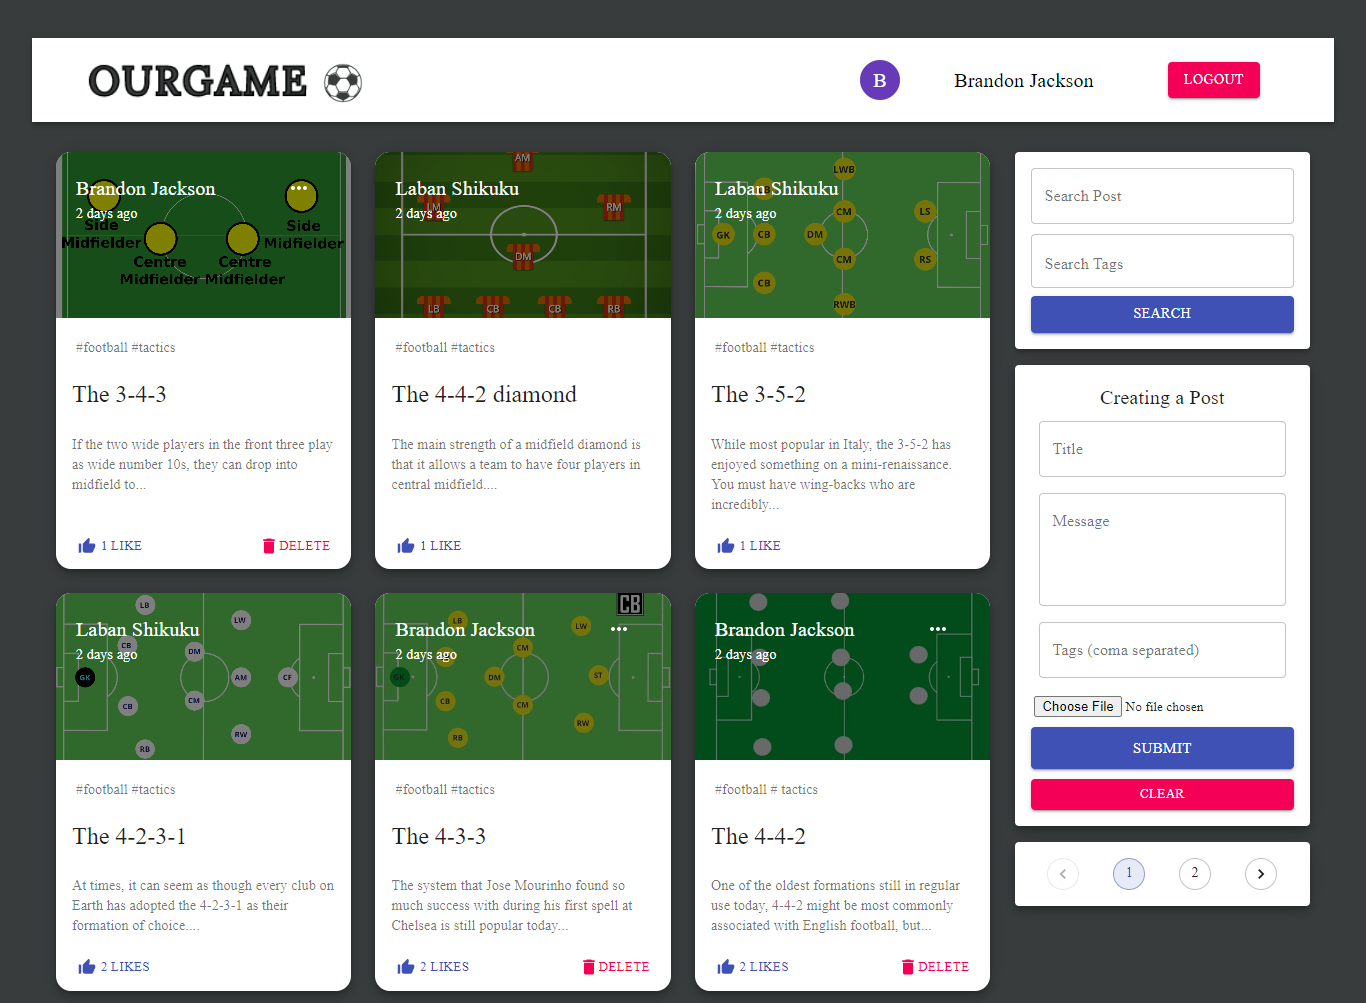 OURGAME
B
Brandon Jackson
LOGOUT
Brandon Jackson
2 days ago
Side
Midfielder
Side
Midfielder
Centre
Midfielder
Centre
Midfielder
#football #tactics
The 3-4-3
If the two wide players in the front three play
as wide number 10s, they can drop into
midfield to...
1 LIKE
DELETE
Laban Shikuku
2 days ago
AM
LM
RM
DM
LB
CB
CB
RB
#football #tactics
The 4-4-2 diamond
The main strength of a midfield diamond is
that it allows a team to have four players in
central midfield....
1 LIKE
Laban Shikuku
2 days ago
LWB
CB
CM
LS
GK
CB
DM
CM
RS
CB
RWB
#football #tactics
The 3-5-2
While most popular in Italy, the 3-5-2 has
enjoyed something on a mini-renaissance.
You must have wing-backs who are
incredibly...
1 LIKE
Laban Shikuku
2 days ago
LB
LW
CB
DM
GK
AM
CF
CB
CM
RW
RB
#football #tactics
The 4-2-3-1
At times, it can seem as though every club on
Earth has adopted the 4-2-3-1 as their
formation of choice....
2 LIKES
Brandon Jackson
2 days ago
CB
LB
LW
CM
GK
DM
ST
CB
CM
RW
RB
#football #tactics
The 4-3-3
The system that Jose Mourinho found so
much success with during his first spell at
Chelsea is still popular today...
2 LIKES
DELETE
Brandon Jackson
2 days ago
#football # tactics
The 4-4-2
One of the oldest formations still in regular
use today, 4-4-2 might be most commonly
associated with English football, but...
2 LIKES
DELETE
Search Post
Search Tags
SEARCH
Creating a Post
Title
Message
Tags (coma separated)
Choose File No file chosen
SUBMIT
CLEAR
1
2